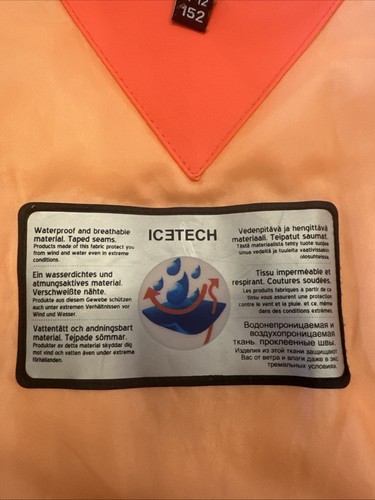 152
ICETECH
Waterproof and breathable
material. Taped seams.
Products made of this fabric protect you
from wind and water even in extreme
conditions.
Ein wasserdichtes und
atmungsaktives material.
Verschweißte nähte.
Produkte aus diesem Gewebe schützen
auch unter extremen Verhältnissen vor
Wind und Wasser.
Vattentätt och andningsbart
material. Tejpade sömmar.
Produkter av detta material skyddar dig
mot vind och vatten även under extrema
förhållanden.
Vedenpitävä ja hengittävä
materiaali. Teipatut saumat.
Tästä materiaalista tehty tuote suojaa
sinua vedeltä ja tuulelta vaativissakin
olosuhteissa.
Tissu imperméable et
respirant. Coutures soudées.
Les produits fabriqués à partir de ce
tissu vous assurent une protection
contre le vent et la pluie, et ce, même
dans des conditions extrêmes.
Водонепроницаемая и
воздухопроницаемая
ткань, проклеенные швы.
Изделия из этой ткани защищают
Вас от ветра и влаги даже в экс
тремальных условиях.